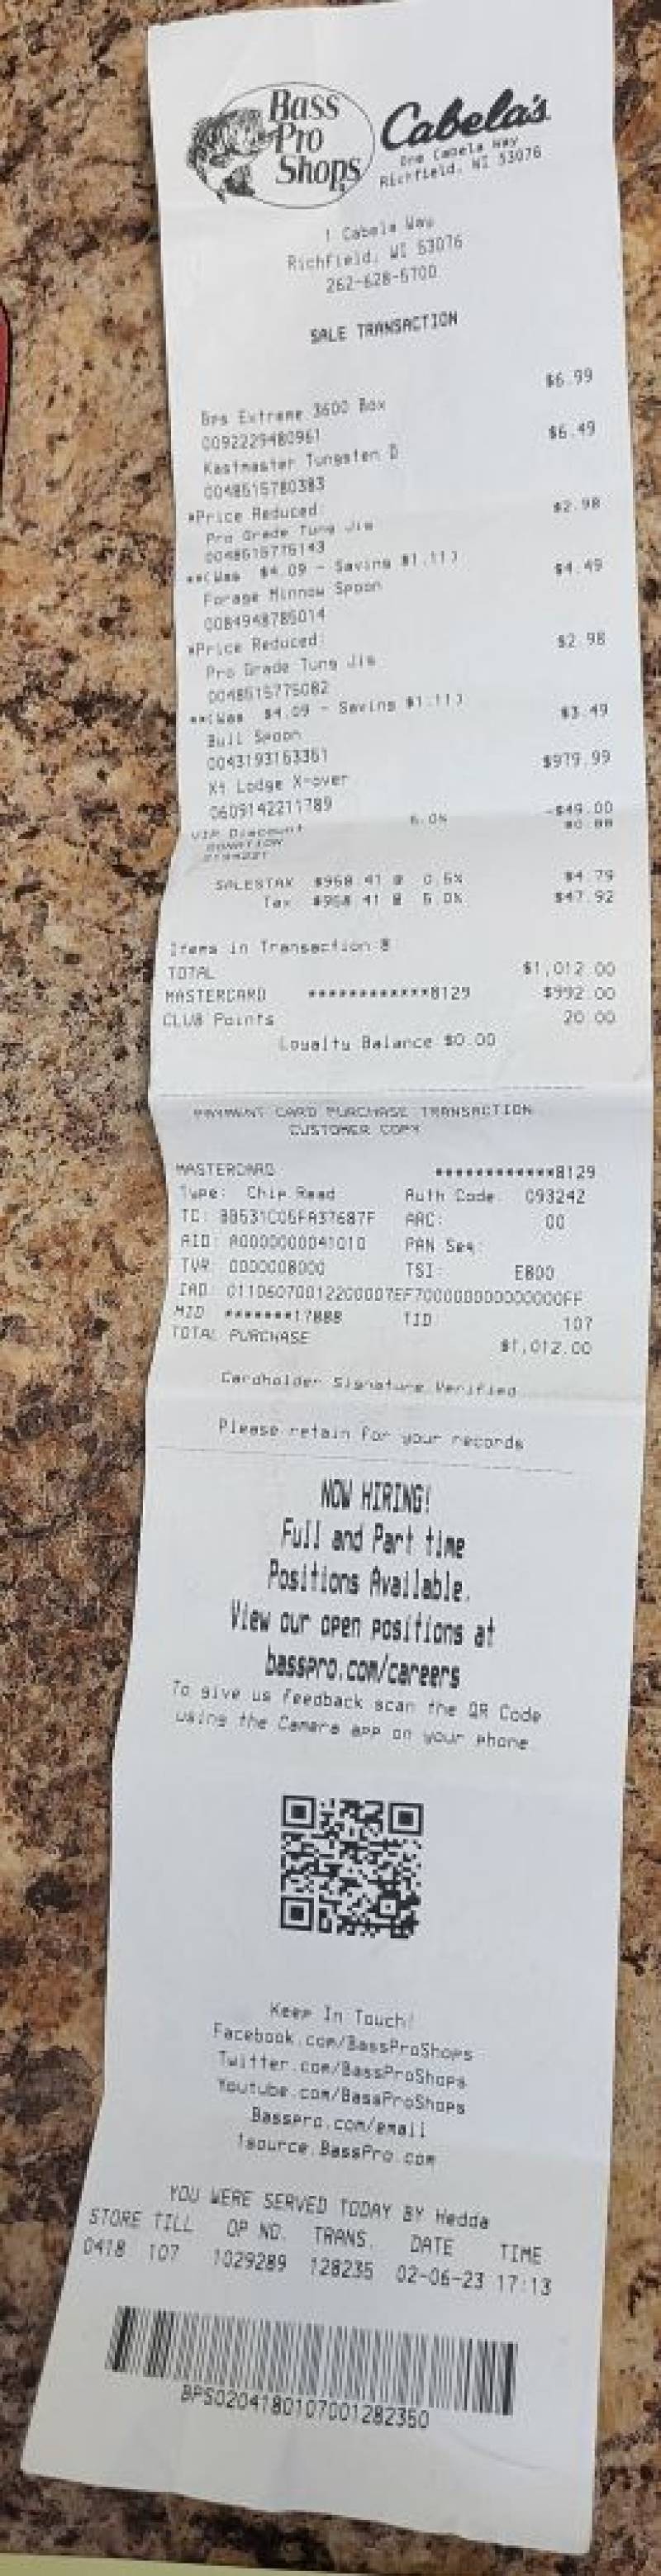 Bass
Pro
Shops
Cabela's
One Cabela Way
Richfield, WI 53076
1 Cabela Way
Richfield, WI 53076
262-628-5700
SALE TRANSACTION
$6.99
Bps Extreme 3600 Box
0092229480961
$6.49
Kastmaster Tungsten D
0048515780383
*Price Reduced:
$2.98
Pro Grade Tung Jig
0048515775143
**(Was $4.09 - Saving $1.11)
$4.49
Forage Minnow Spoon
0084948785014
*Price Reduced:
$2.98
Pro Grade Tung Jig
0048515775082
**(Was $4.09 - Saving $1.11)
$3.49
Bull Spoon
0043193163361
$979.99
Xt Lodge X-over
0609142211789
VIP Discount 5.0% -$49.00
DONATION $0.88
SALESTAX $958.41 @ 0.5% $4.79
Tax $958.41 @ 5.0% $47.92
Items in Transaction 8
TOTAL $1,012.00
MASTERCARD ************8129 $992.00
CLUB Points 20.00
Loyalty Balance $0.00
PAYMENT CARD PURCHASE TRANSACTION
CUSTOMER COPY
MASTERCARD ************8129
Type: Chip Read Auth Code: 093242
TC: BB531C05FA37687F ARC: 00
AID: A0000000041010 PAN Seq:
TVR: 0000008000 TSI: E800
IAD: 01106070012200007EF700000000000000FF
MID: *******17888 TID: 107
TOTAL PURCHASE $1,012.00
Cardholder Signature Verified
Please retain for your records
NOW HIRING!
Full and Part time
Positions Available.
View our open positions at
basspro.com/careers
To give us feedback scan the QR Code
using the Camera app on your phone.
Keep In Touch!
Facebook.com/BassProShops
Twitter.com/BassProShops
Youtube.com/BassProShops
Basspro.com/email
1source.BassPro.com
YOU WERE SERVED TODAY BY Hedda
STORE TILL OP NO. TRANS. DATE TIME
0418 107 1029289 128235 02-06-23 17:13
BPS0204180107001282350